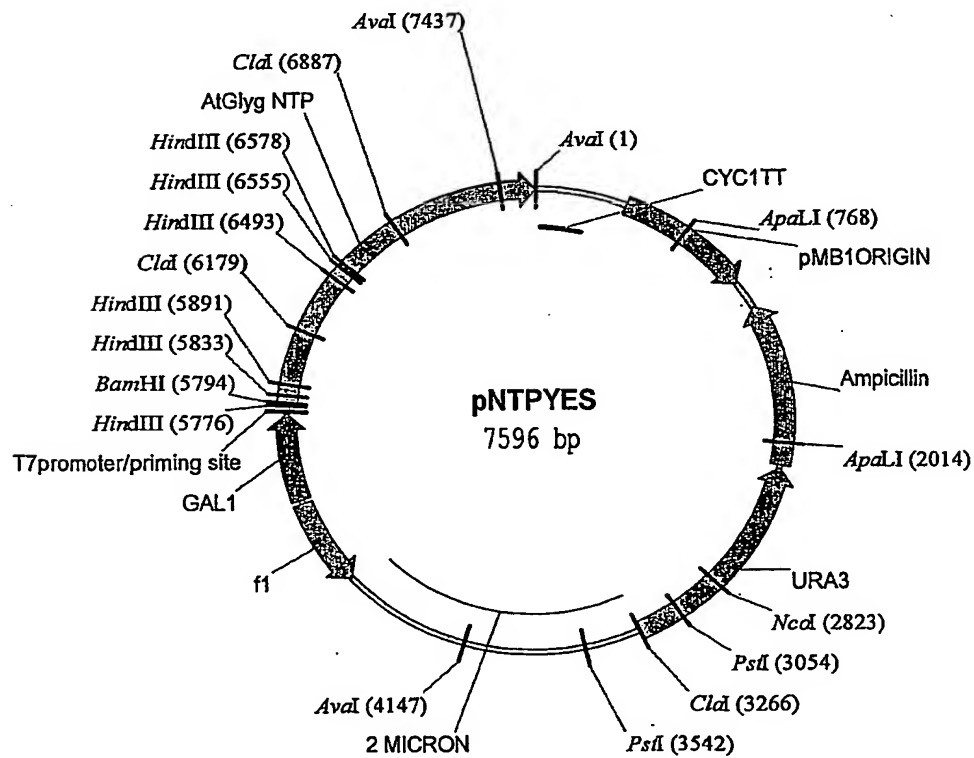 AvaI (7437)
ClaI (6887)
AtGlyg NTP
HindIII (6578)
HindIII (6555)
HindIII (6493)
ClaI (6179)
HindIII (5891)
HindIII (5833)
BamHI (5794)
HindIII (5776)
T7promoter/priming site
GAL1
f1
AvaI (1)
CYC1TT
ApaLI (768)
pMB1ORIGIN
Ampicillin
ApaLI (2014)
URA3
NcoI (2823)
PstI (3054)
ClaI (3266)
PstI (3542)
2 MICRON
AvaI (4147)
pNTPYES
7596 bp